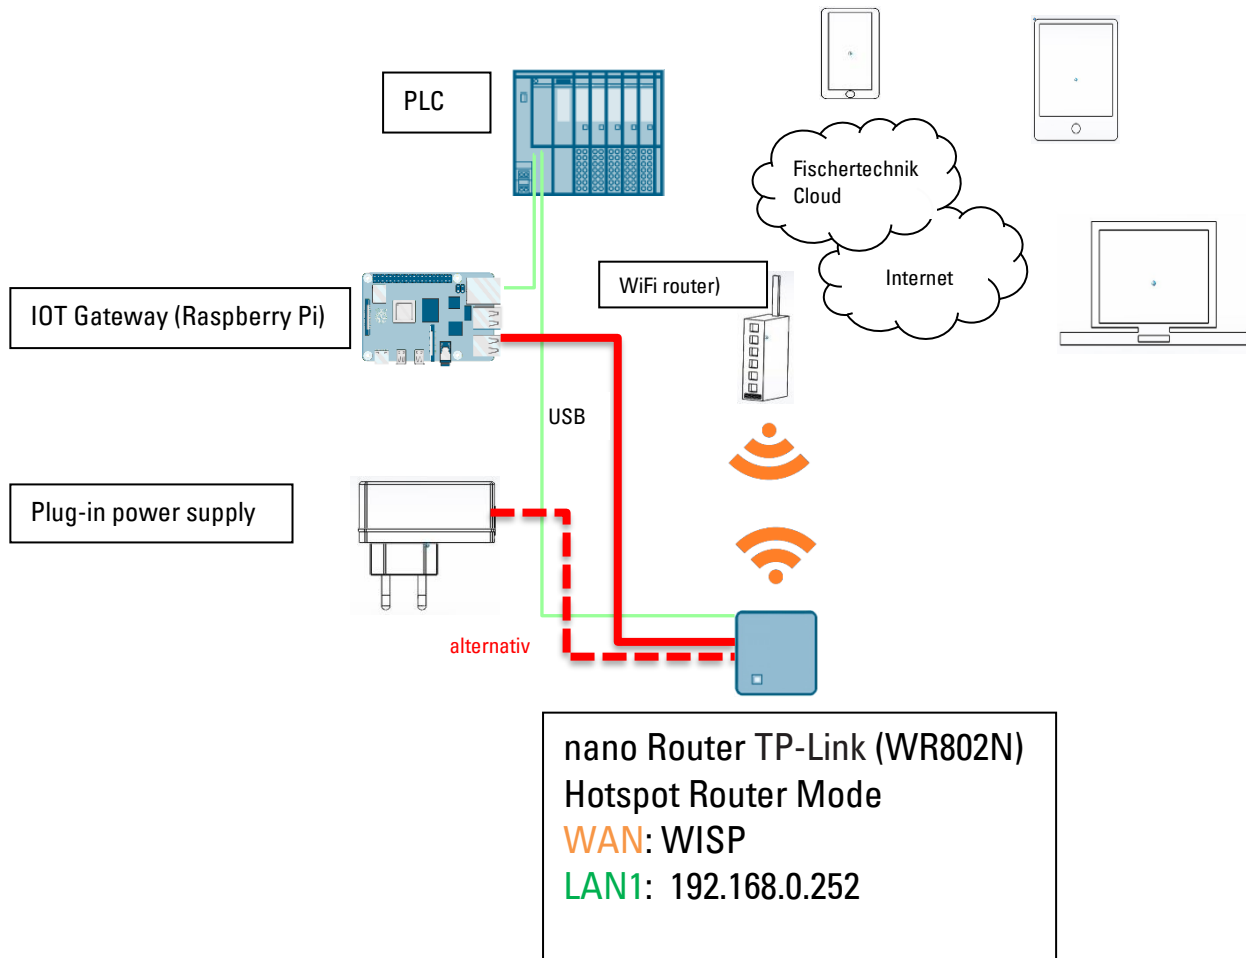 PLC
Fischertechnik
Cloud
Internet
WiFi router)
IOT Gateway (Raspberry Pi)
USB
Plug-in power supply
alternativ
nano Router TP-Link (WR802N)
Hotspot Router Mode
WAN: WISP
LAN1: 192.168.0.252